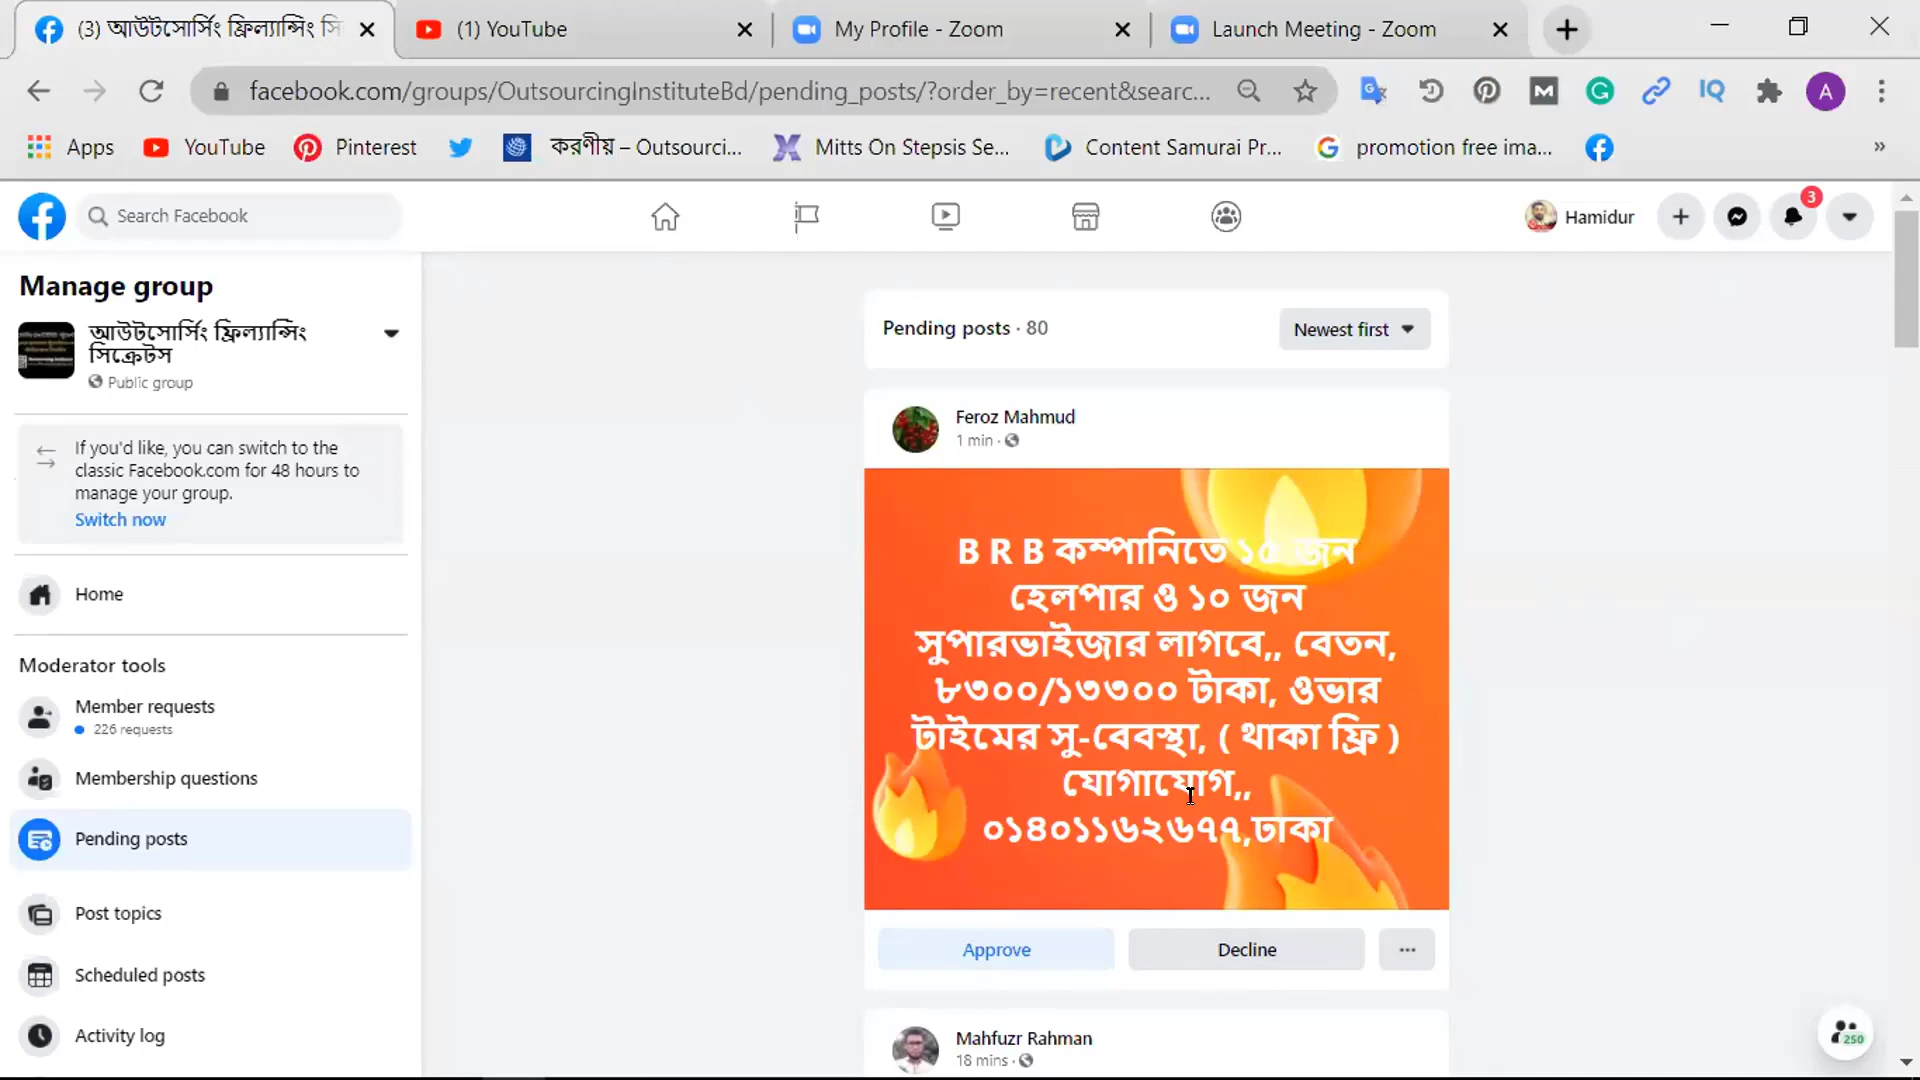 (3) আউটসোর্সিং ফ্রিল্যান্সিং সি
(1) YouTube
My Profile - Zoom
Launch Meeting - Zoom
facebook.com/groups/OutsourcingInstituteBd/pending_posts/?order_by=recent&searc...
A
Apps
YouTube
Pinterest
করণীয় – Outsourci...
Mitts On Stepsis Se...
Content Samurai Pr...
promotion free ima...
»
Search Facebook
Hamidur
3
Manage group
আউটসোর্সিং ফ্রিল্যান্সিং
সিক্রেটস
Public group
If you'd like, you can switch to the
classic Facebook.com for 48 hours to
manage your group.
Switch now
Home
Moderator tools
Member requests
226 requests
Membership questions
Pending posts
Post topics
Scheduled posts
Activity log
Pending posts · 80
Newest first
Feroz Mahmud
1 min ·
B R B কম্পানিতে ১৫ জন
হেলপার ও ১০ জন
সুপারভাইজার লাগবে,, বেতন,
৮৩০০/১৩৩০০ টাকা, ওভার
টাইমের সু-বেবস্থা, ( থাকা ফ্রি )
যোগাযোগ,,
০১৪০১১৬২৬৭৭,ঢাকা
Approve
Decline
...
Mahfuzr Rahman
18 mins ·
250